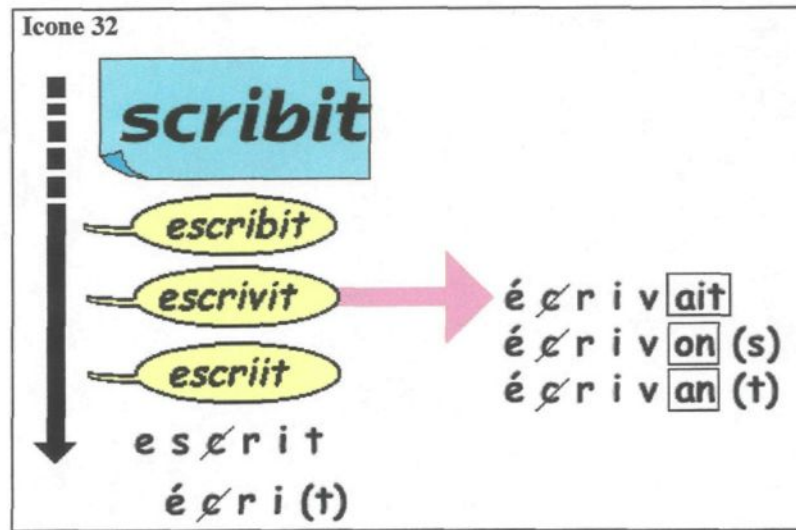 Icone 32
scribit
escribit
escrivit
escriit
e s c r i t
é c r i (t)
é c r i v ait
é c r i v on (s)
é c r i v an (t)